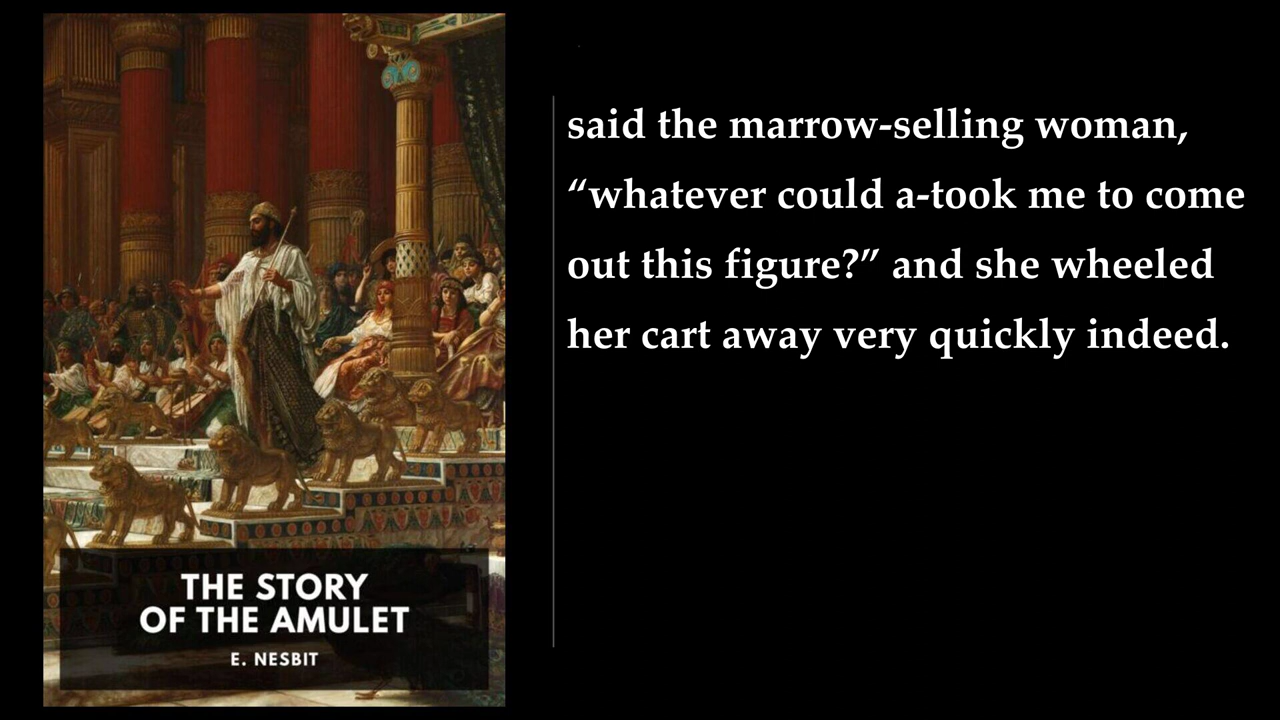 said the marrow-selling woman,
“whatever could a-took me to come
out this figure?” and she wheeled
her cart away very quickly indeed.
THE STORY
OF THE AMULET
E. NESBIT